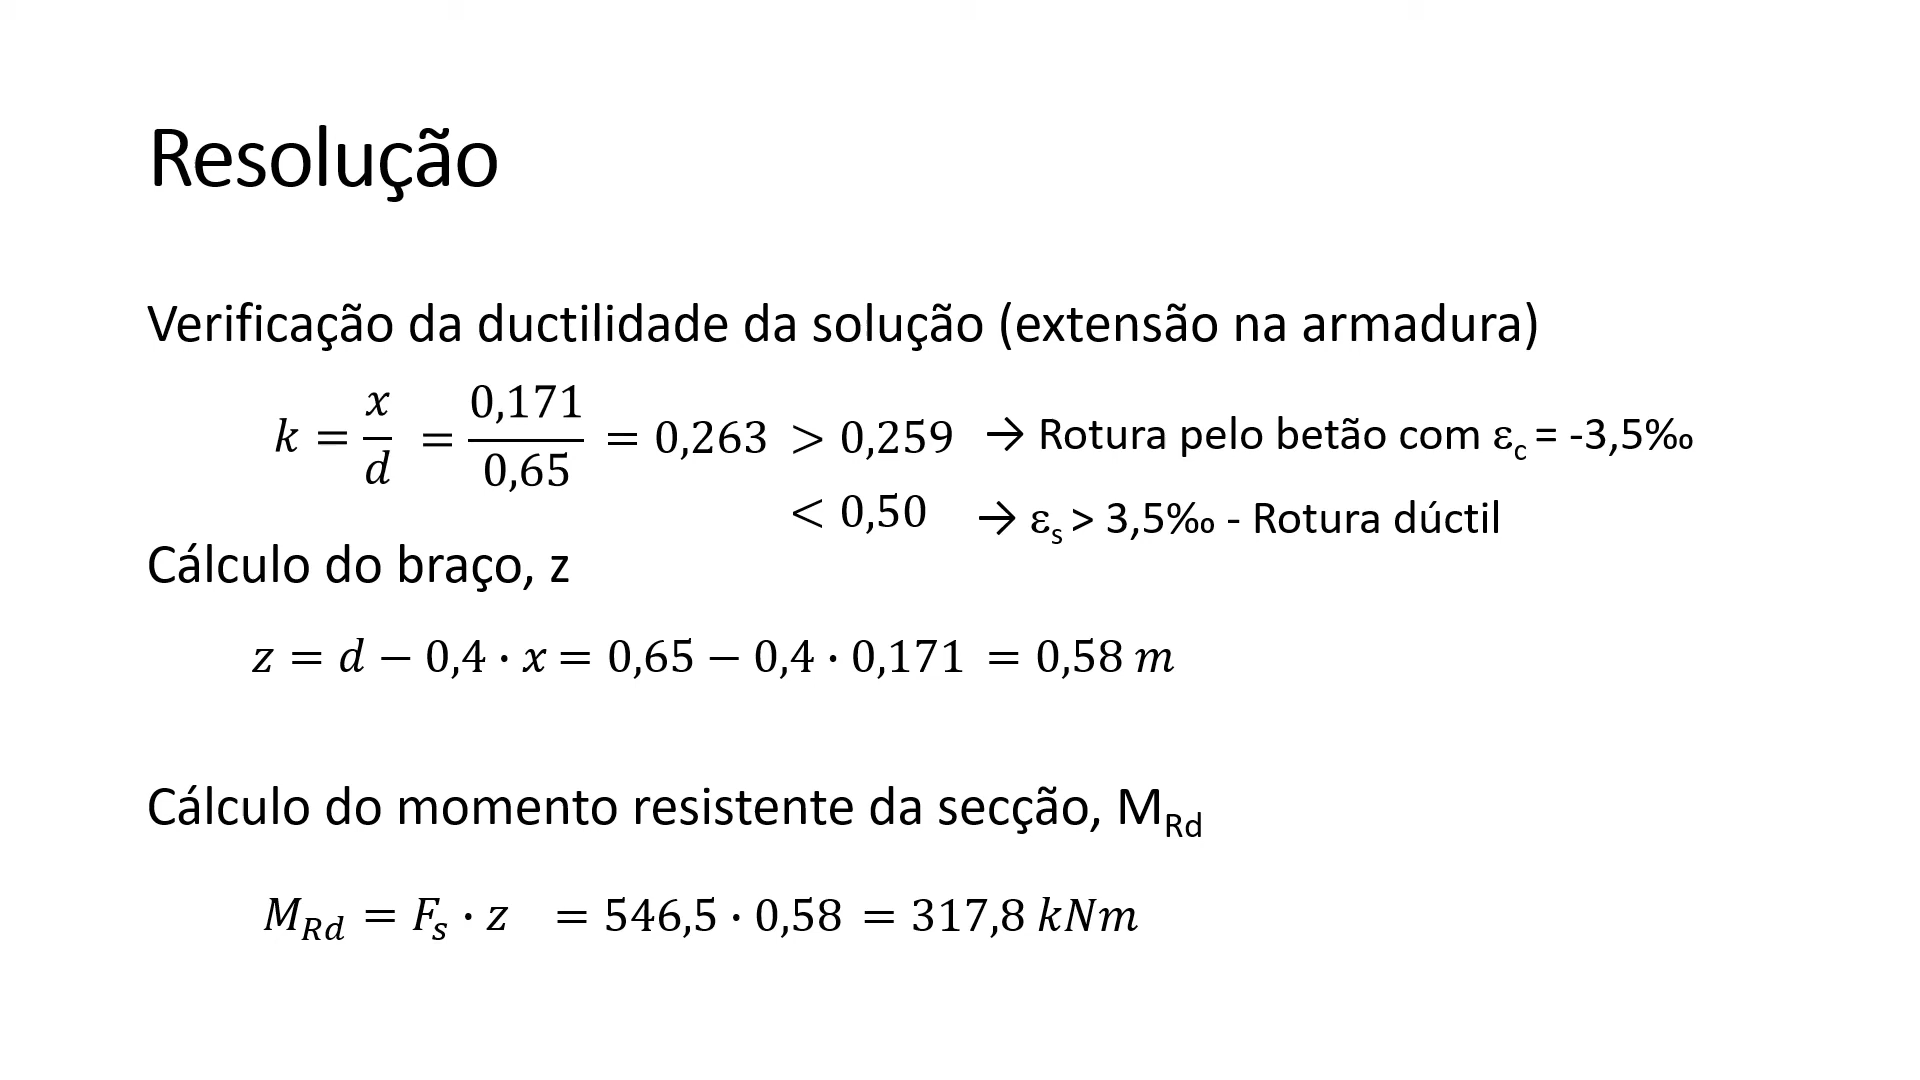 Resolução
Verificação da ductilidade da solução (extensão na armadura)
k = x/d = 0,171/0,65 = 0,263 > 0,259 → Rotura pelo betão com εc = -3,5‰
< 0,50 → εs > 3,5‰ - Rotura dúctil
Cálculo do braço, z
z = d − 0,4 · x = 0,65 − 0,4 · 0,171 = 0,58 m
Cálculo do momento resistente da secção, MRd
MRd = Fs · z = 546,5 · 0,58 = 317,8 kNm